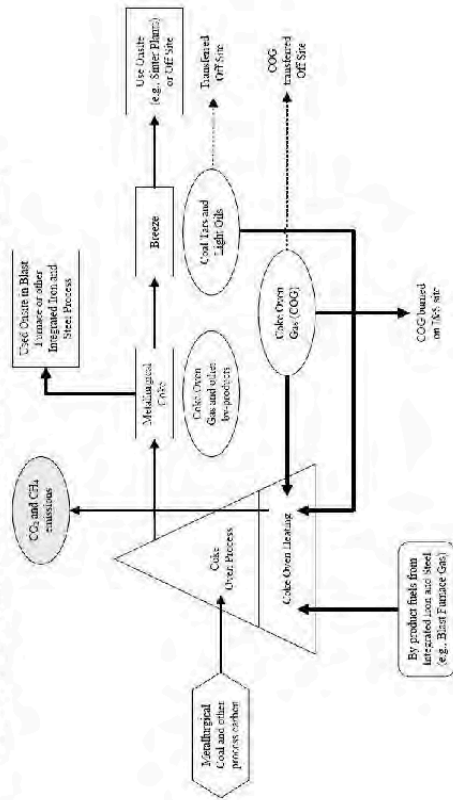 CO₂ and CH₄
emissions
Used Onsite in Blast
Furnace or other
Integrated Iron and
Steel Process
Metallurgical
Coal and other
process carbon
Coke
Oven Process
Metallurgical
Coke
Breeze
Use Onsite
(e.g., Sinter Plant)
or Off Site
Coke Oven
Gas and other
by-products
Coal Tars and
Light Oils
Transferred
Off Site
Coke Oven Heating
Coke Oven
Gas (COG)
COG
transferred
Off Site
By product fuels from
Integrated Iron and Steel
(e.g., Blast Furnace Gas)
COG burned
on I&S site